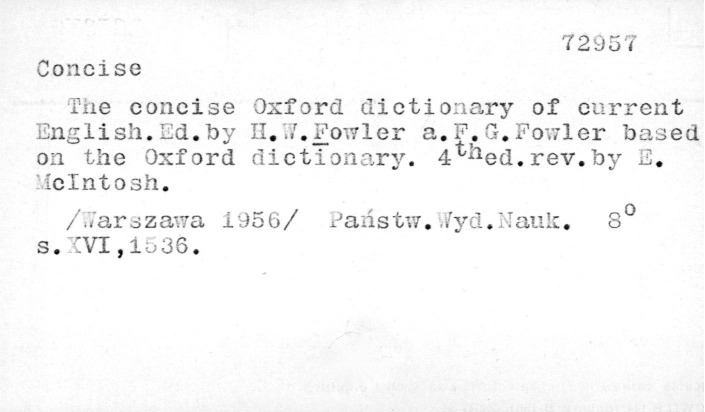 72957
Concise
The concise Oxford dictionary of current
English.Ed.by H.W.Fowler a.F.G.Fowler based
on the Oxford dictionary. 4thed.rev.by E.
McIntosh.
/Warszawa 1956/ Państw.Wyd.Nauk. 8º
s.XVI,1536.